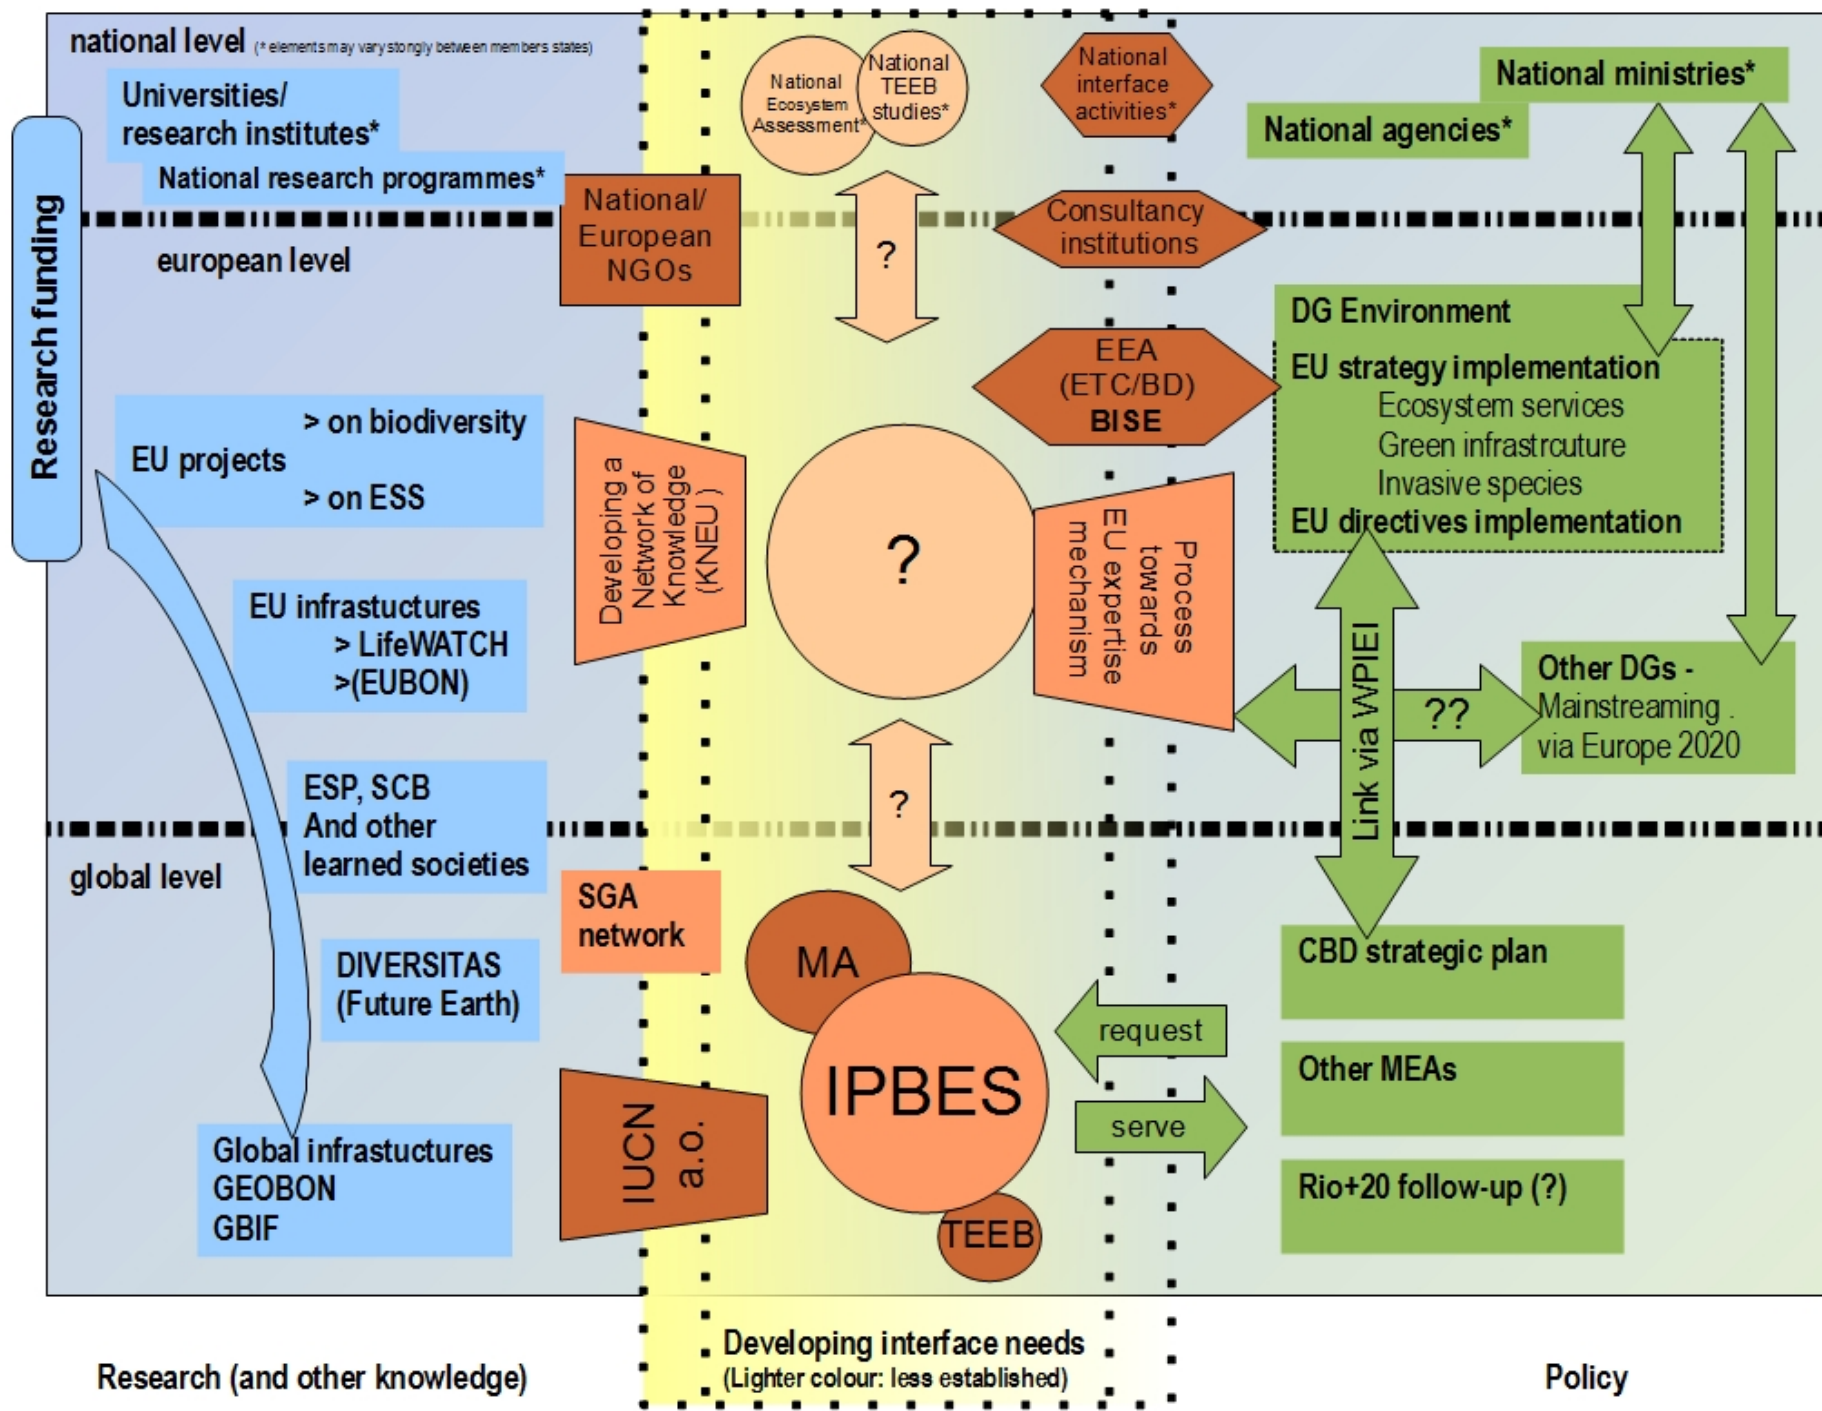 national level (* elements may vary stongly between members states)
Universities/
research institutes*
National research programmes*
Research funding
National
Ecosystem
Assessment*
National
TEEB
studies*
National
interface
activities*
National ministries*
National agencies*
National/
European
NGOs
Consultancy
institutions
?
european level
DG Environment
EU strategy implementation
Ecosystem services
Green infrastrcuture
Invasive species
EU directives implementation
EEA
(ETC/BD)
BISE
> on biodiversity
EU projects
> on ESS
Developing a
Network of
Knowledge
(KNEU )
?
Process
towards
EU expertise
mechanism
EU infrastuctures
> LifeWATCH
>(EUBON)
Link via WPIEI
??
Other DGs -
Mainstreaming .
via Europe 2020
ESP, SCB
And other
learned societies
?
global level
SGA
network
MA
CBD strategic plan
DIVERSITAS
(Future Earth)
request
IPBES
Other MEAs
serve
IUCN
a.o.
Global infrastuctures
GEOBON
GBIF
TEEB
Rio+20 follow-up (?)
Research (and other knowledge)
Developing interface needs
(Lighter colour: less established)
Policy